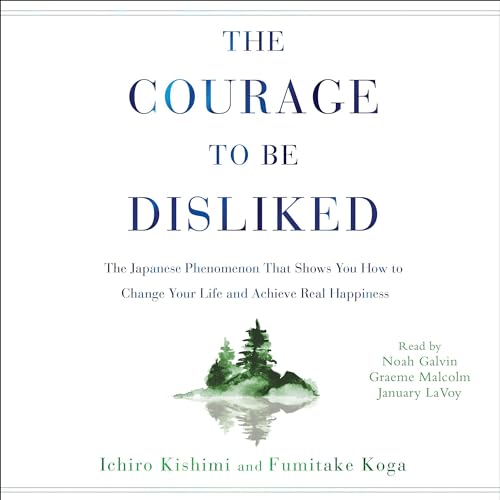 THE
COURAGE
TO BE
DISLIKED
The Japanese Phenomenon That Shows You How to
Change Your Life and Achieve Real Happiness
Read by
Noah Galvin
Graeme Malcolm
January LaVoy
Ichiro Kishimi and Fumitake Koga